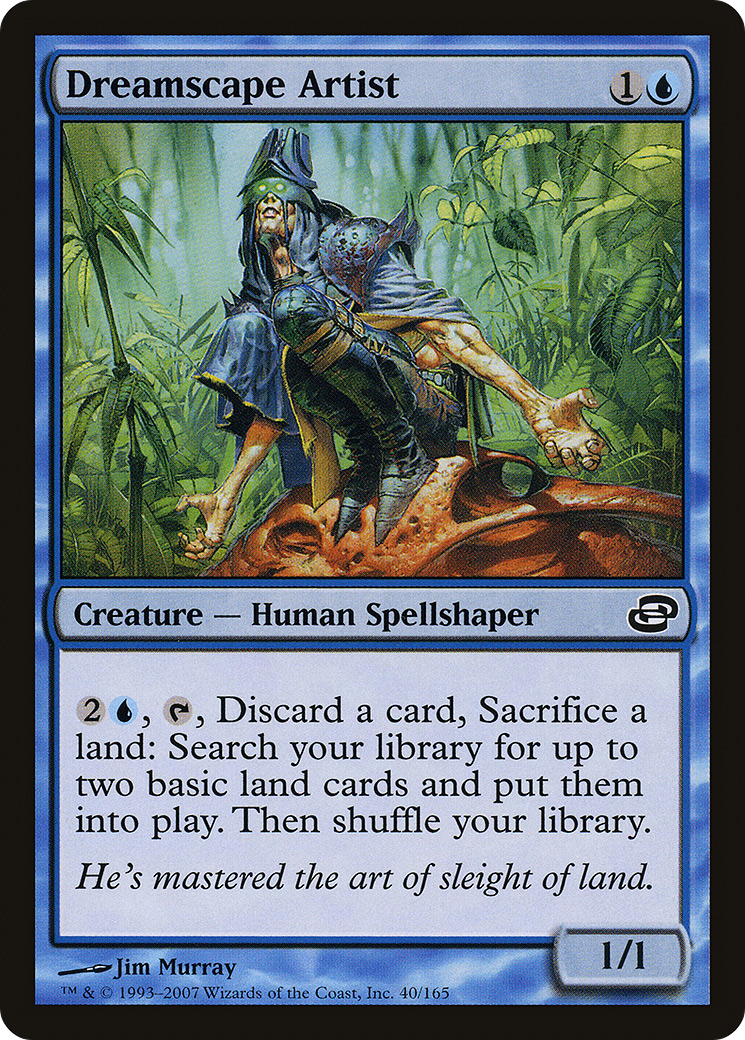 Dreamscape Artist 1
Creature — Human Spellshaper
2, , Discard a card, Sacrifice a
land: Search your library for up to
two basic land cards and put them
into play. Then shuffle your library.
He's mastered the art of sleight of land.
1/1
Jim Murray
™ & © 1993–2007 Wizards of the Coast, Inc. 40/165